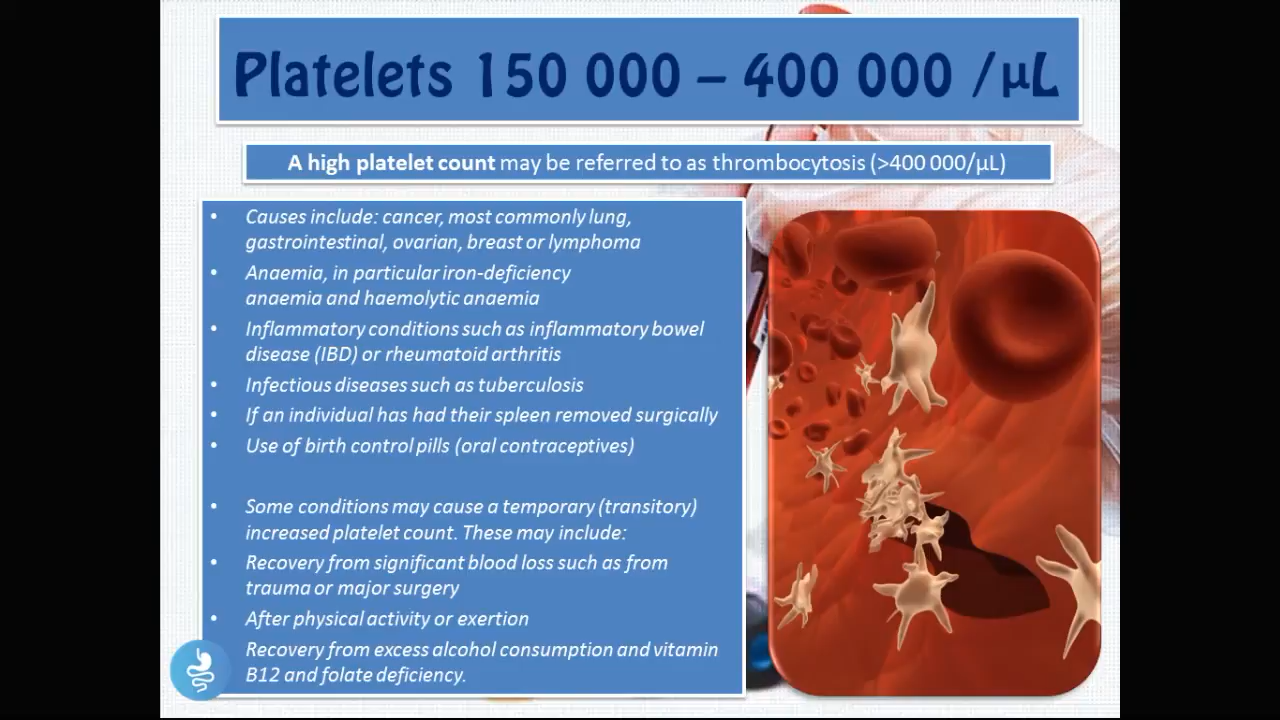 Platelets 150 000 – 400 000 /µL
A high platelet count may be referred to as thrombocytosis (>400 000/µL)
• Causes include: cancer, most commonly lung,
gastrointestinal, ovarian, breast or lymphoma
• Anaemia, in particular iron-deficiency
anaemia and haemolytic anaemia
• Inflammatory conditions such as inflammatory bowel
disease (IBD) or rheumatoid arthritis
• Infectious diseases such as tuberculosis
• If an individual has had their spleen removed surgically
• Use of birth control pills (oral contraceptives)
• Some conditions may cause a temporary (transitory)
increased platelet count. These may include:
• Recovery from significant blood loss such as from
trauma or major surgery
• After physical activity or exertion
Recovery from excess alcohol consumption and vitamin
B12 and folate deficiency.